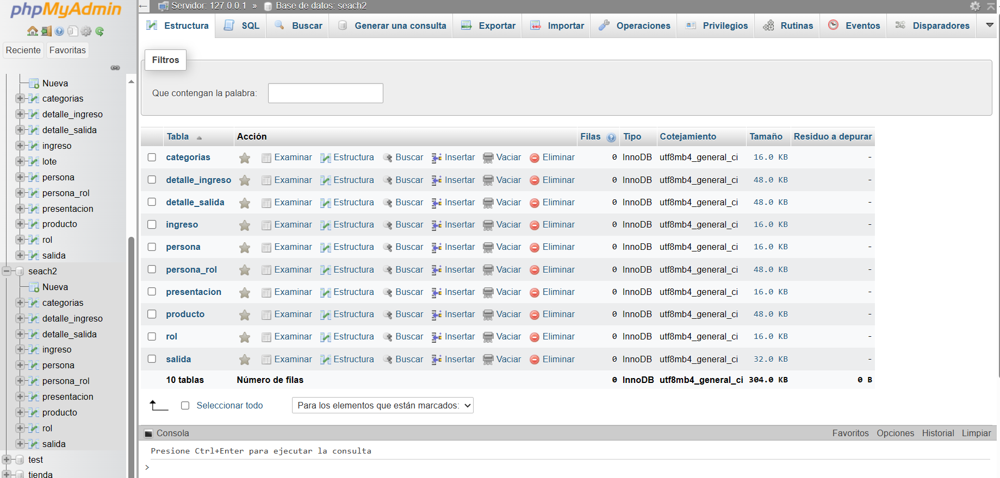 phpMyAdmin
Reciente Favoritas
Nueva
categorias
detalle_ingreso
detalle_salida
ingreso
lote
persona
persona_rol
presentacion
producto
rol
salida
seach2
Nueva
categorias
detalle_ingreso
detalle_salida
ingreso
persona
persona_rol
presentacion
producto
rol
salida
test
tienda
Servidor: 127.0.0.1 » Base de datos: seach2
Estructura SQL Buscar Generar una consulta Exportar Importar Operaciones Privilegios Rutinas Eventos Disparadores
Filtros
Que contengan la palabra:
Tabla Acción Filas Tipo Cotejamiento Tamaño Residuo a depurar
categorias Examinar Estructura Buscar Insertar Vaciar Eliminar 0 InnoDB utf8mb4_general_ci 16.0 KB -
detalle_ingreso Examinar Estructura Buscar Insertar Vaciar Eliminar 0 InnoDB utf8mb4_general_ci 48.0 KB -
detalle_salida Examinar Estructura Buscar Insertar Vaciar Eliminar 0 InnoDB utf8mb4_general_ci 48.0 KB -
ingreso Examinar Estructura Buscar Insertar Vaciar Eliminar 0 InnoDB utf8mb4_general_ci 16.0 KB -
persona Examinar Estructura Buscar Insertar Vaciar Eliminar 0 InnoDB utf8mb4_general_ci 16.0 KB -
persona_rol Examinar Estructura Buscar Insertar Vaciar Eliminar 0 InnoDB utf8mb4_general_ci 48.0 KB -
presentacion Examinar Estructura Buscar Insertar Vaciar Eliminar 0 InnoDB utf8mb4_general_ci 16.0 KB -
producto Examinar Estructura Buscar Insertar Vaciar Eliminar 0 InnoDB utf8mb4_general_ci 48.0 KB -
rol Examinar Estructura Buscar Insertar Vaciar Eliminar 0 InnoDB utf8mb4_general_ci 16.0 KB -
salida Examinar Estructura Buscar Insertar Vaciar Eliminar 0 InnoDB utf8mb4_general_ci 32.0 KB -
10 tablas Número de filas 0 InnoDB utf8mb4_general_ci 304.0 KB 0 B
Seleccionar todo Para los elementos que están marcados:
Consola Favoritos Opciones Historial Limpiar
Presione Ctrl+Enter para ejecutar la consulta
>